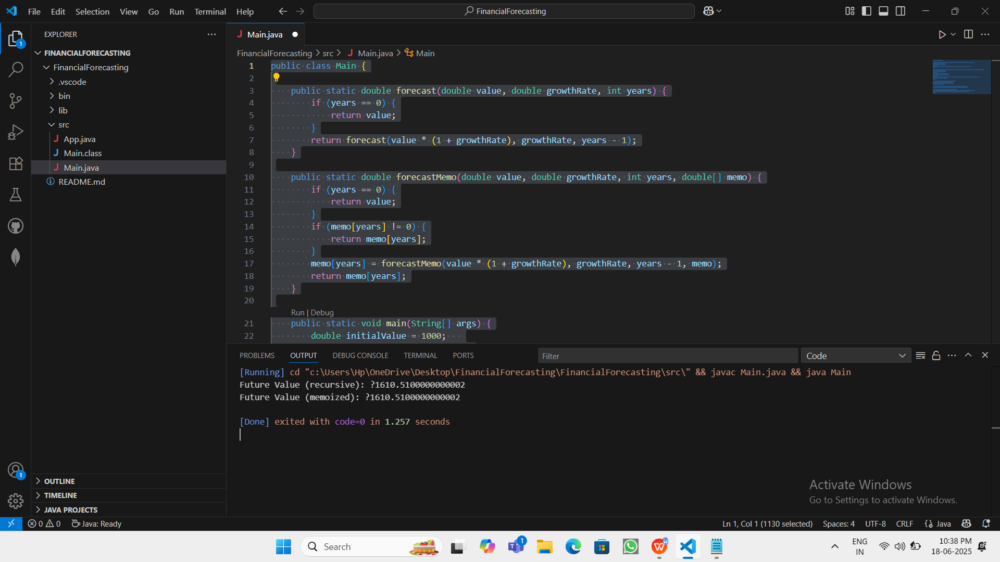 File Edit Selection View Go Run Terminal Help FinancialForecasting
EXPLORER
1
FINANCIALFORECASTING
FinancialForecasting
.vscode
bin
lib
src
App.java
Main.class
Main.java
README.md
OUTLINE
TIMELINE
JAVA PROJECTS
1
Main.java
FinancialForecasting > src > Main.java > Main
1 public class Main {
2
3 public static double forecast(double value, double growthRate, int years) {
4 if (years == 0) {
5 return value;
6 }
7 return forecast(value * (1 + growthRate), growthRate, years - 1);
8 }
9
10 public static double forecastMemo(double value, double growthRate, int years, double[] memo) {
11 if (years == 0) {
12 return value;
13 }
14 if (memo[years] != 0) {
15 return memo[years];
16 }
17 memo[years] = forecastMemo(value * (1 + growthRate), growthRate, years - 1, memo);
18 return memo[years];
19 }
20
Run | Debug
21 public static void main(String[] args) {
22 double initialValue = 1000;
PROBLEMS OUTPUT DEBUG CONSOLE TERMINAL PORTS Filter Code
[Running] cd "c:\Users\Hp\OneDrive\Desktop\FinancialForecasting\FinancialForecasting\src\" && javac Main.java && java Main
Future Value (recursive): ?1610.5100000000002
Future Value (memoized): ?1610.5100000000002
[Done] exited with code=0 in 1.257 seconds
Activate Windows
Go to Settings to activate Windows.
0 0 Java: Ready Ln 1, Col 1 (1130 selected) Spaces: 4 UTF-8 CRLF {} Java
Search 1 ENG 10:38 PM
IN 18-06-2025